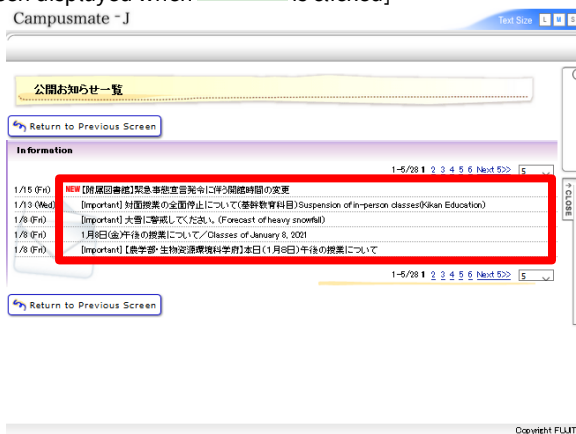 een displayed when is clicked]
Campusmate - J
Text Size L M S
公開お知らせ一覧
Return to Previous Screen
Information
1-5/28 1 2 3 4 5 6 Next 5>> 5
1/15 (Fri) NEW【附属図書館】緊急事態宣言発令に伴う開館時間の変更
1/13 (Wed) [Important] 対面授業の全面停止について(基幹教育科目)Suspension of in-person classes(Kikan Education)
1/8 (Fri) [Important] 大雪に警戒してください。(Forecast of heavy snowfall)
1/8 (Fri) 1月8日(金)午後の授業について/Classes of January 8, 2021
1/8 (Fri) [Important]【農学部・生物資源環境科学府】本日(1月8日)午後の授業について
1-5/28 1 2 3 4 5 6 Next 5>> 5
Return to Previous Screen
CLOSE
Copyright FUJIT